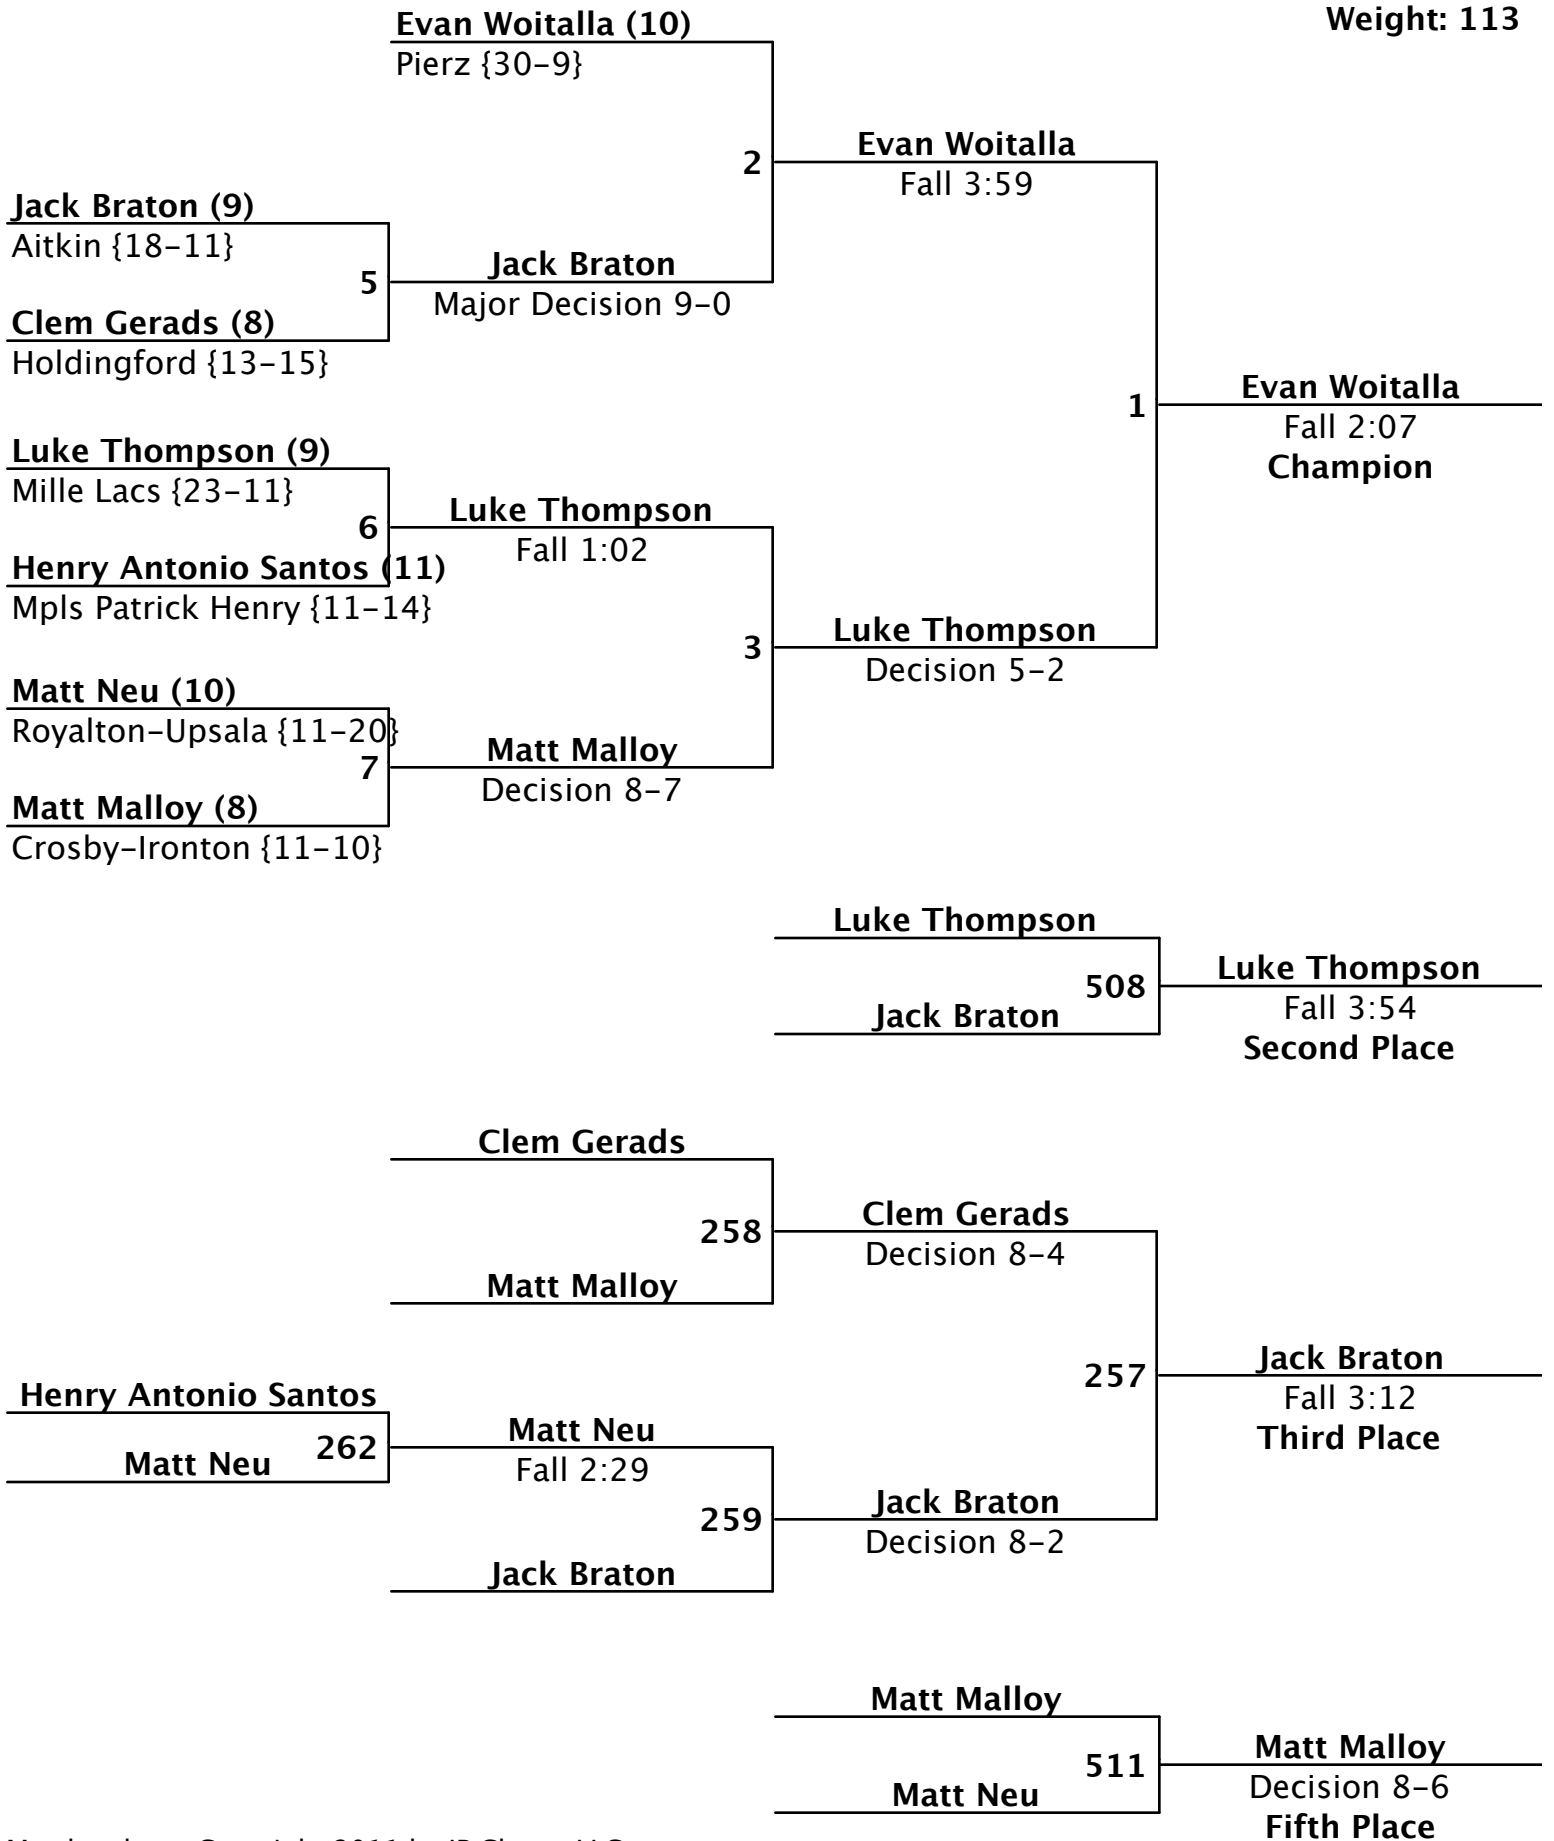 Weight: 113
Evan Woitalla (10)
Pierz {30-9}
2
Evan Woitalla
Fall 3:59
Jack Braton (9)
Aitkin {18-11}
5
Jack Braton
Major Decision 9-0
Clem Gerads (8)
Holdingford {13-15}
1
Evan Woitalla
Fall 2:07
Champion
Luke Thompson (9)
Mille Lacs {23-11}
6
Luke Thompson
Fall 1:02
Henry Antonio Santos (11)
Mpls Patrick Henry {11-14}
3
Luke Thompson
Decision 5-2
Matt Neu (10)
Royalton-Upsala {11-20}
7
Matt Malloy
Decision 8-7
Matt Malloy (8)
Crosby-Ironton {11-10}
Luke Thompson
508
Jack Braton
Luke Thompson
Fall 3:54
Second Place
Clem Gerads
258
Matt Malloy
Clem Gerads
Decision 8-4
257
Jack Braton
Fall 3:12
Third Place
Henry Antonio Santos
262
Matt Neu
Matt Neu
Fall 2:29
259
Jack Braton
Decision 8-2
Jack Braton
Matt Malloy
511
Matt Neu
Matt Malloy
Decision 8-6
Fifth Place